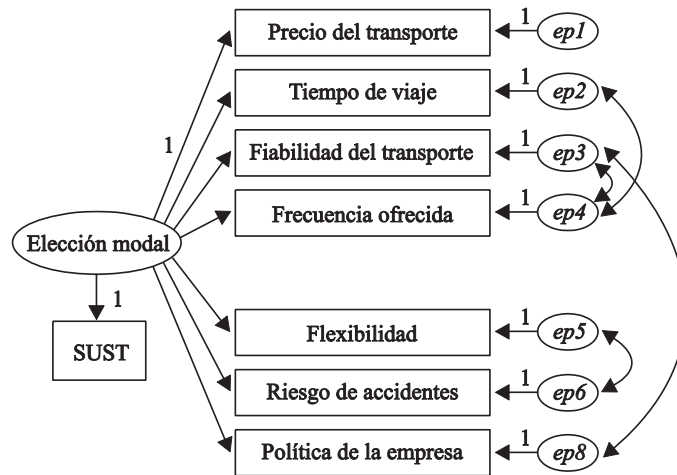 Precio del transporte 1 ep1
Tiempo de viaje 1 ep2
1 Fiabilidad del transporte 1 ep3
Frecuencia ofrecida 1 ep4
Elección modal
1
SUST
Flexibilidad 1 ep5
Riesgo de accidentes 1 ep6
Política de la empresa 1 ep8